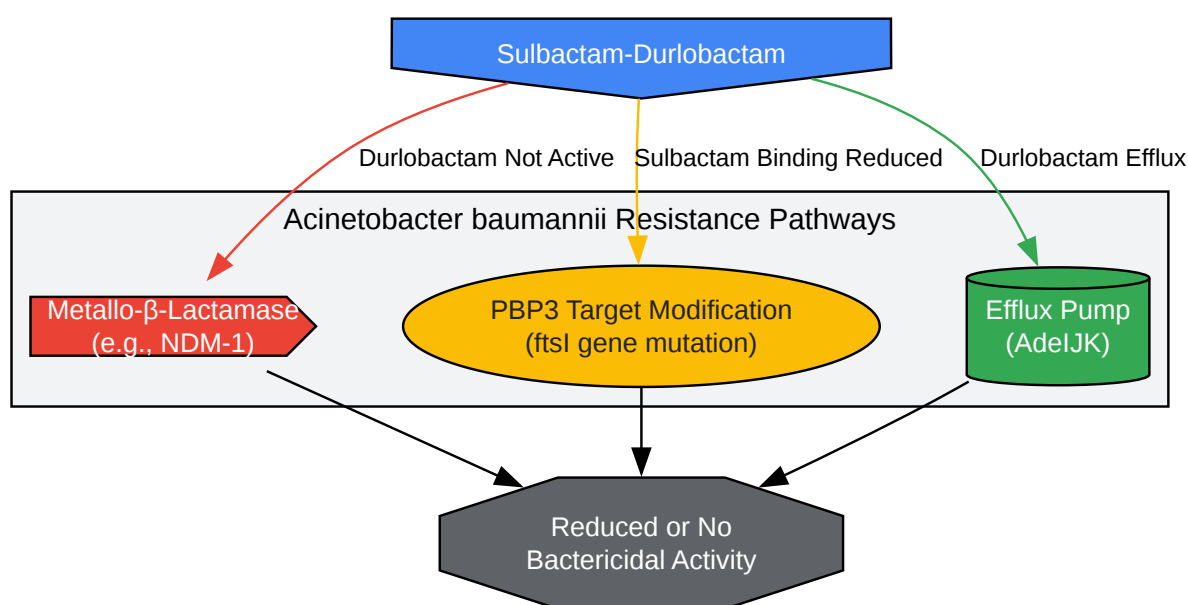 Sulbactam-Durlobactam
Durlobactam Not Active
Sulbactam Binding Reduced
Durlobactam Efflux
Acinetobacter baumannii Resistance Pathways
Metallo-β-Lactamase
(e.g., NDM-1)
PBP3 Target Modification
(ftsI gene mutation)
Efflux Pump
(AdeIJK)
Reduced or No
Bactericidal Activity